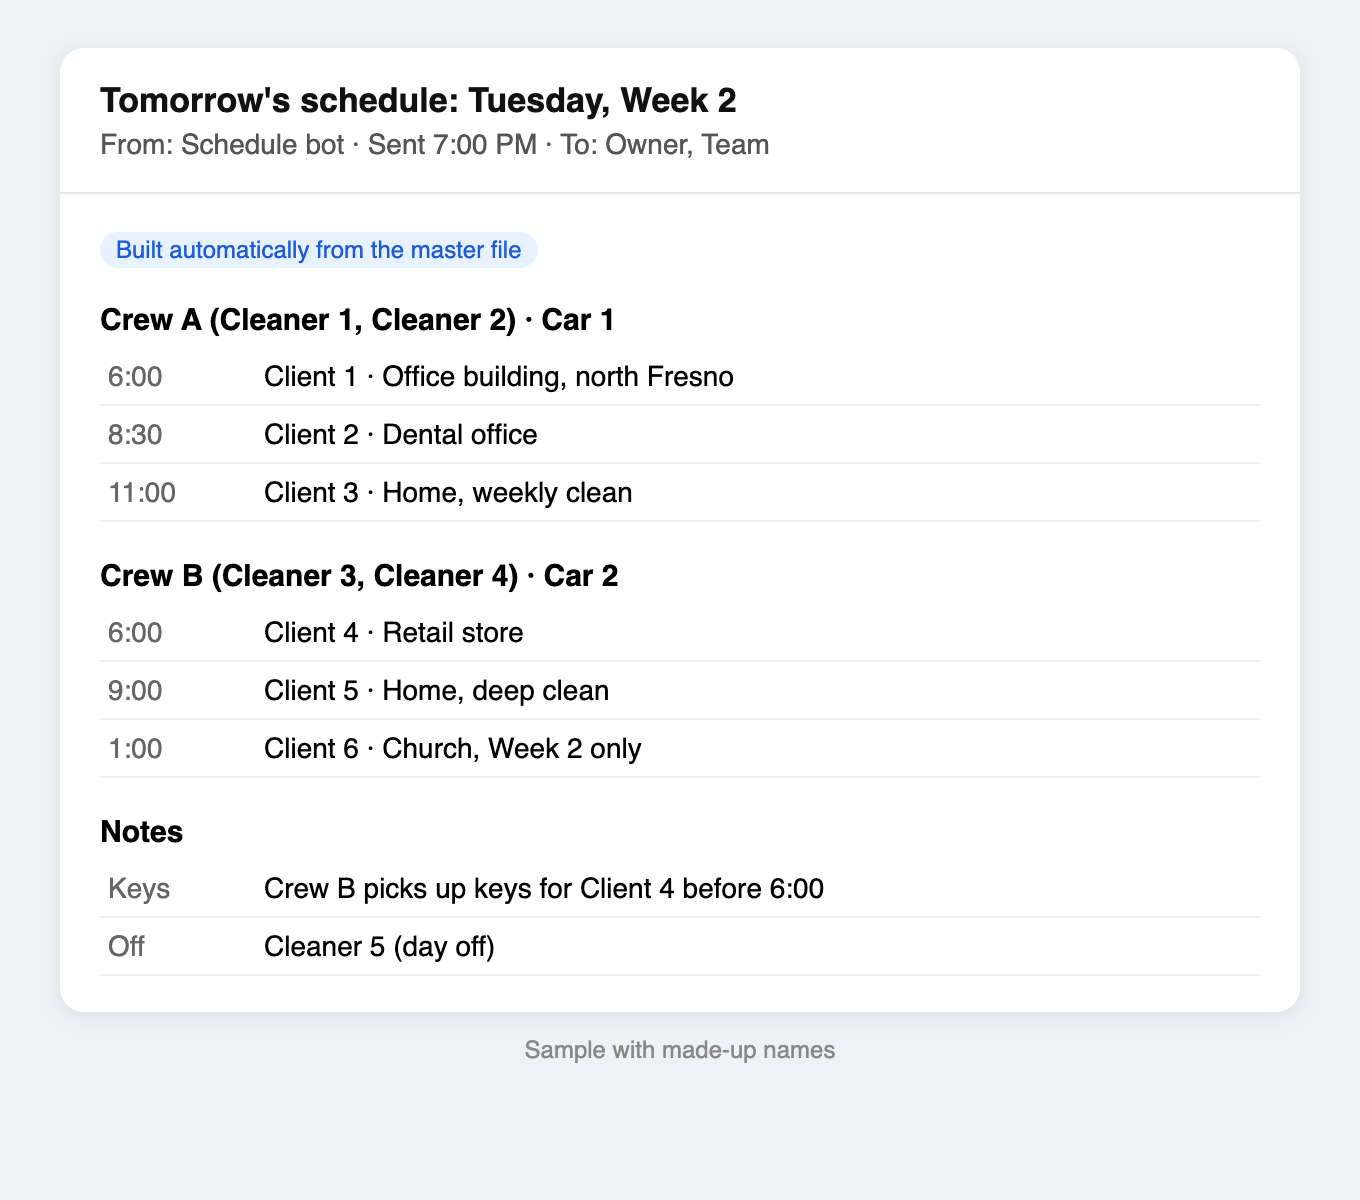 Tomorrow's schedule: Tuesday, Week 2
From: Schedule bot · Sent 7:00 PM · To: Owner, Team
Built automatically from the master file
Crew A (Cleaner 1, Cleaner 2) · Car 1
6:00 Client 1 · Office building, north Fresno
8:30 Client 2 · Dental office
11:00 Client 3 · Home, weekly clean
Crew B (Cleaner 3, Cleaner 4) · Car 2
6:00 Client 4 · Retail store
9:00 Client 5 · Home, deep clean
1:00 Client 6 · Church, Week 2 only
Notes
Keys Crew B picks up keys for Client 4 before 6:00
Off Cleaner 5 (day off)
Sample with made-up names